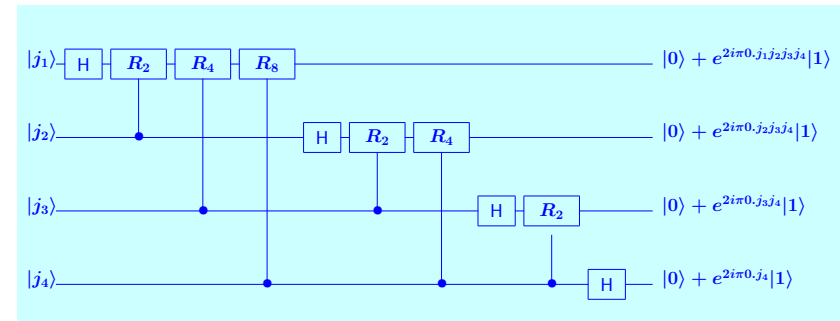 |j₁⟩ H R₂ R₄ R₈ |0⟩ + e^{2iπ0.j₁j₂j₃j₄}|1⟩
|j₂⟩ H R₂ R₄ |0⟩ + e^{2iπ0.j₂j₃j₄}|1⟩
|j₃⟩ H R₂ |0⟩ + e^{2iπ0.j₃j₄}|1⟩
|j₄⟩ H |0⟩ + e^{2iπ0.j₄}|1⟩